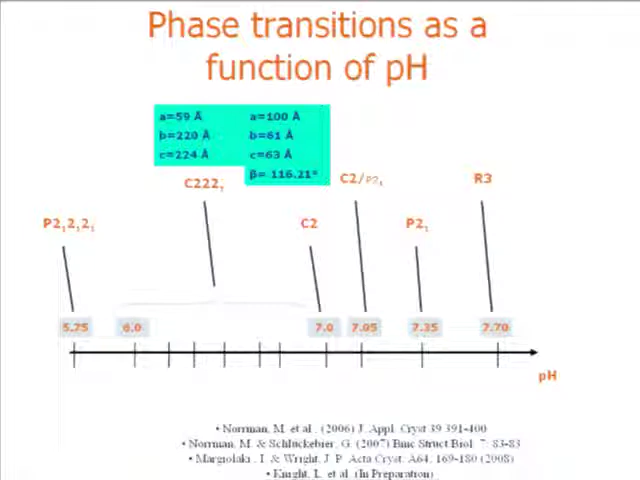 Phase transitions as a
function of pH
a=59 Å
b=220 Å
c=224 Å
a=100 Å
b=61 Å
c=63 Å
β= 116.21°
C222₁
C2/P2₁
R3
P2₁2₁2₁
C2
P2₁
5.75
6.0
7.0
7.05
7.35
7.70
pH
• Norrman, M. et al. (2006) J. Appl. Cryst 39 391-400
• Norrman, M. & Schluckebier, G. (2007) Bmc Struct Biol. 7: 83-83
• Margiolaki, I. & Wright, J. P. Acta Cryst. A64, 169-180 (2008)
• Knight, L. et al. (In Preparation)